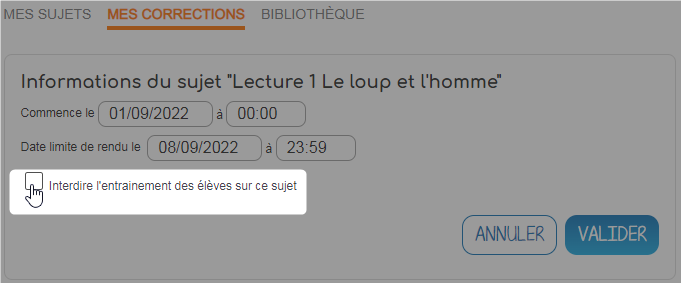 MES SUJETS MES CORRECTIONS BIBLIOTHÈQUE
Informations du sujet "Lecture 1 Le loup et l'homme"
Commence le 01/09/2022 à 00:00
Date limite de rendu le 08/09/2022 à 23:59
Interdire l'entrainement des élèves sur ce sujet
ANNULER VALIDER